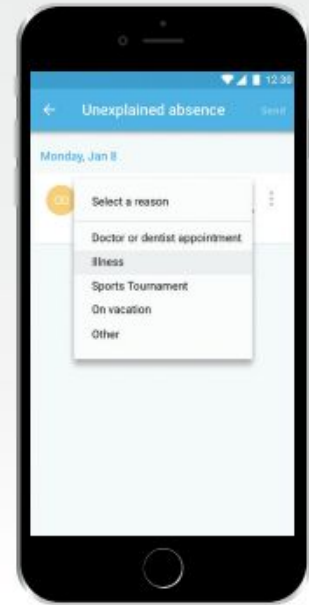 12:30
← Unexplained absence Send
Monday, Jan 8
Select a reason
Doctor or dentist appointment
Illness
Sports Tournament
On vacation
Other